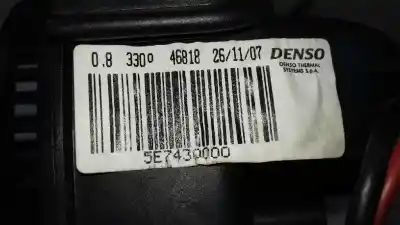 0.8 330° 46818 26/11/07 DENSO
DENSO THERMAL
SYSTEMS S.p.A.
5E7430000